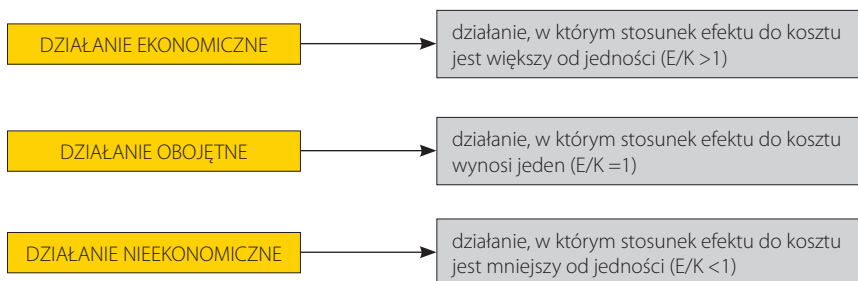 DZIAŁANIE EKONOMICZNE
działanie, w którym stosunek efektu do kosztu
jest większy od jedności (E/K >1)
DZIAŁANIE OBOJĘTNE
działanie, w którym stosunek efektu do kosztu
wynosi jeden (E/K =1)
DZIAŁANIE NIEEKONOMICZNE
działanie, w którym stosunek efektu do kosztu
jest mniejszy od jedności (E/K <1)